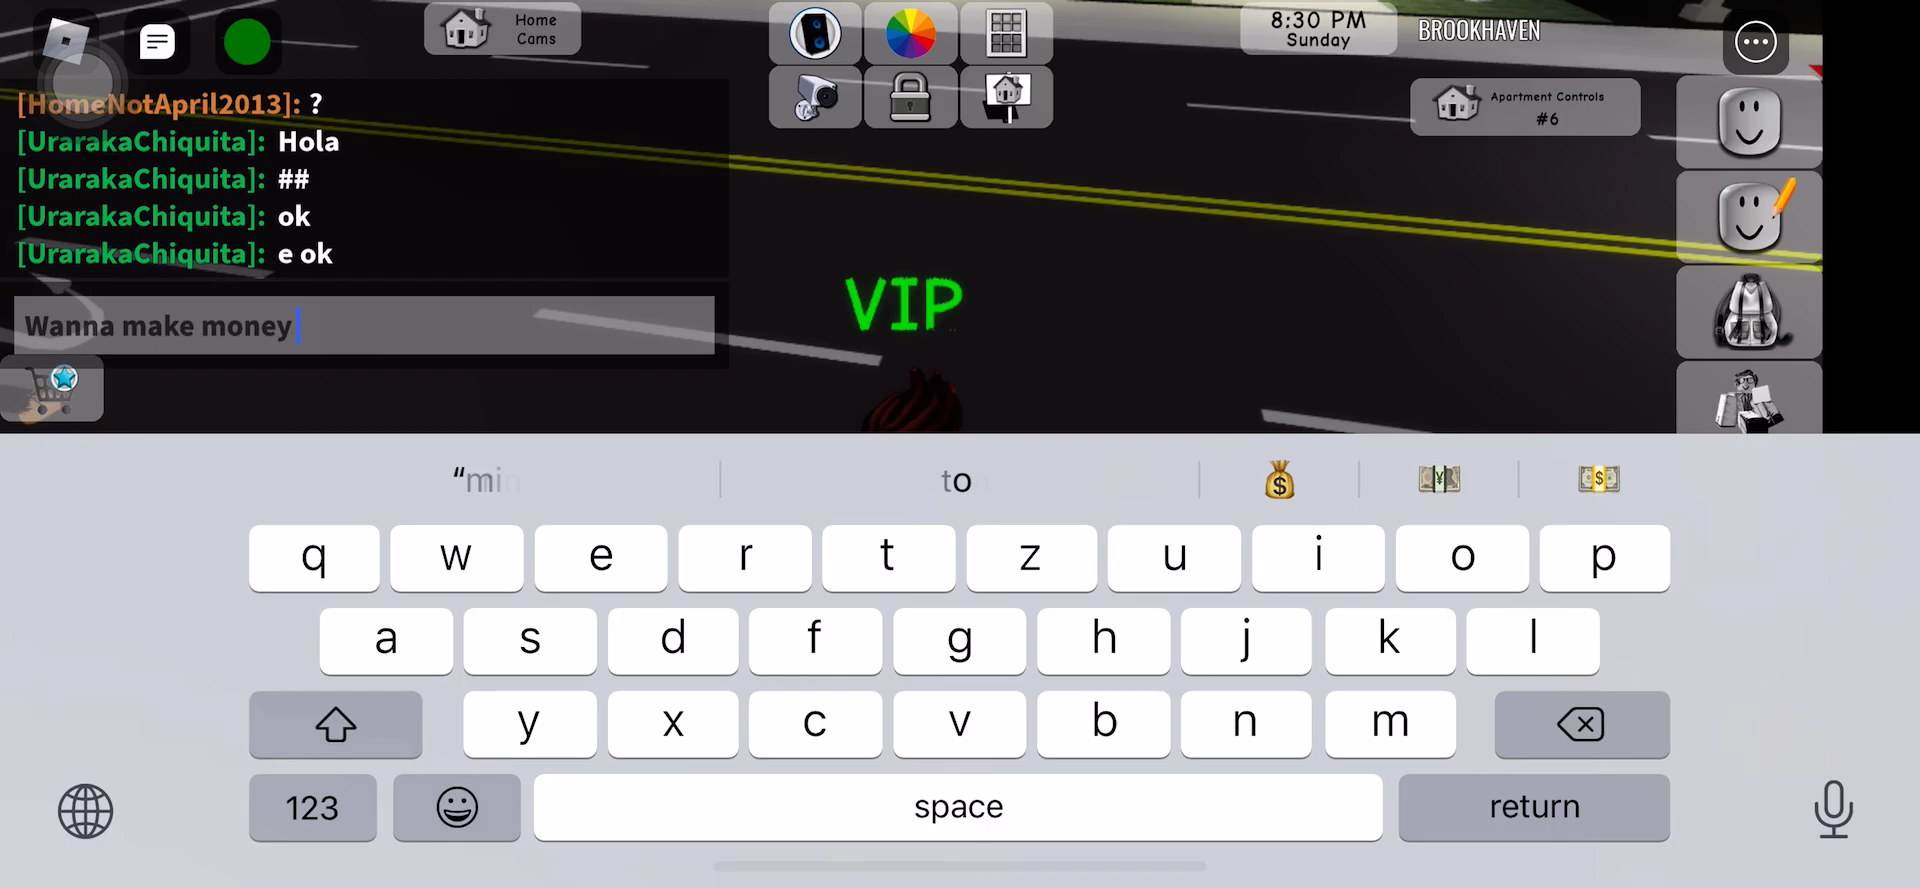 Home
Cams
8:30 PM
Sunday
BROOKHAVEN
Apartment Controls
#6
[HomeNotApril2013]: ?
[UrarakaChiquita]: Hola
[UrarakaChiquita]: ##
[UrarakaChiquita]: ok
[UrarakaChiquita]: e ok
Wanna make money
VIP
“min to
q w e r t z u i o p
a s d f g h j k l
y x c v b n m
123 space return